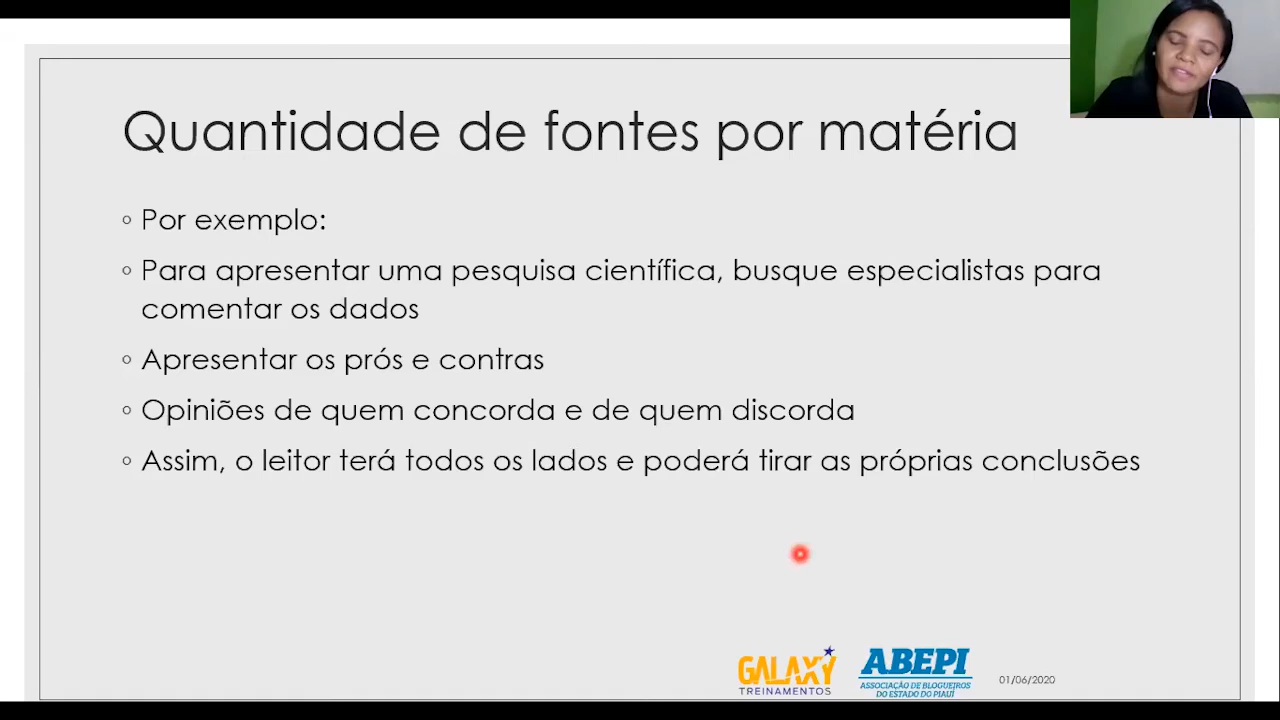 Quantidade de fontes por matéria
◦ Por exemplo:
◦ Para apresentar uma pesquisa científica, busque especialistas para
comentar os dados
◦ Apresentar os prós e contras
◦ Opiniões de quem concorda e de quem discorda
◦ Assim, o leitor terá todos os lados e poderá tirar as próprias conclusões
GALAXY
TREINAMENTOS
ABEPI
ASSOCIAÇÃO DE BLOGUEIROS
DO ESTADO DO PIAUÍ
01/06/2020